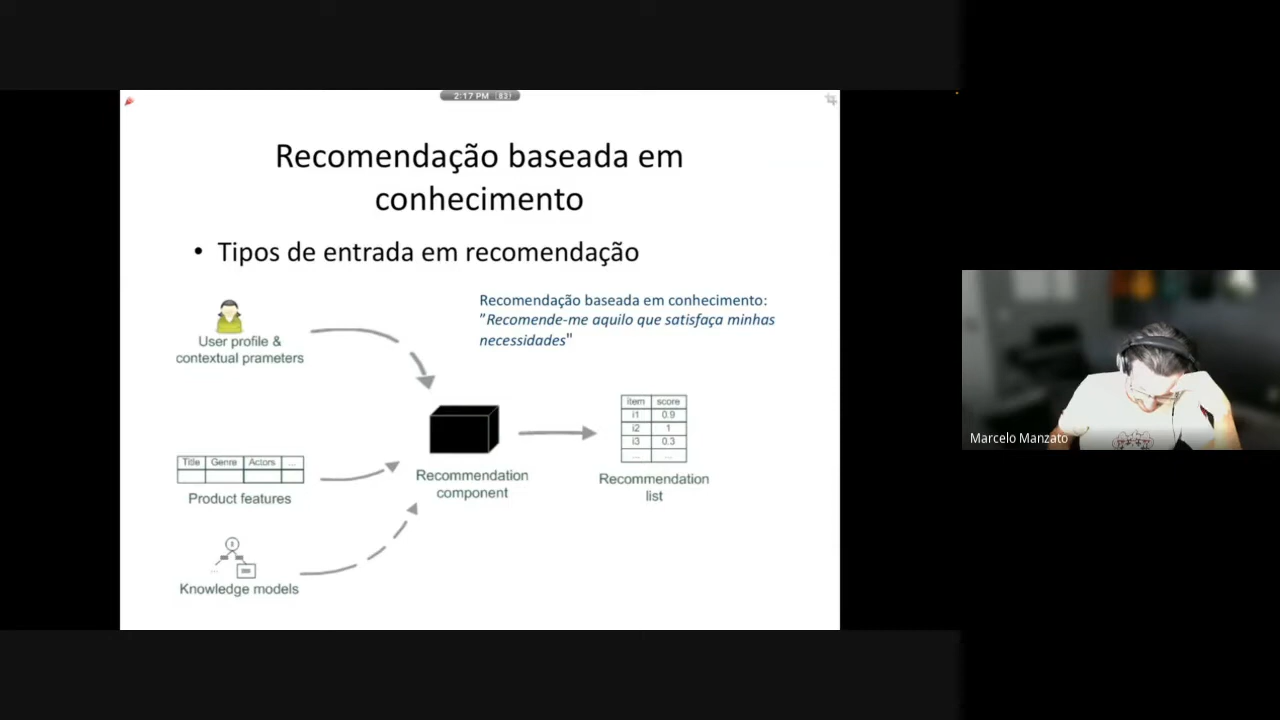 2:17 PM (63)
Recomendação baseada em
conhecimento
• Tipos de entrada em recomendação
Recomendação baseada em conhecimento:
"Recomende-me aquilo que satisfaça minhas
necessidades"
User profile &
contextual prameters
item score
i1 0.9
i2 1
i3 0.3
... ...
Title Genre Actors ...
Product features
Recommendation
component
Recommendation
list
Knowledge models
Marcelo Manzato